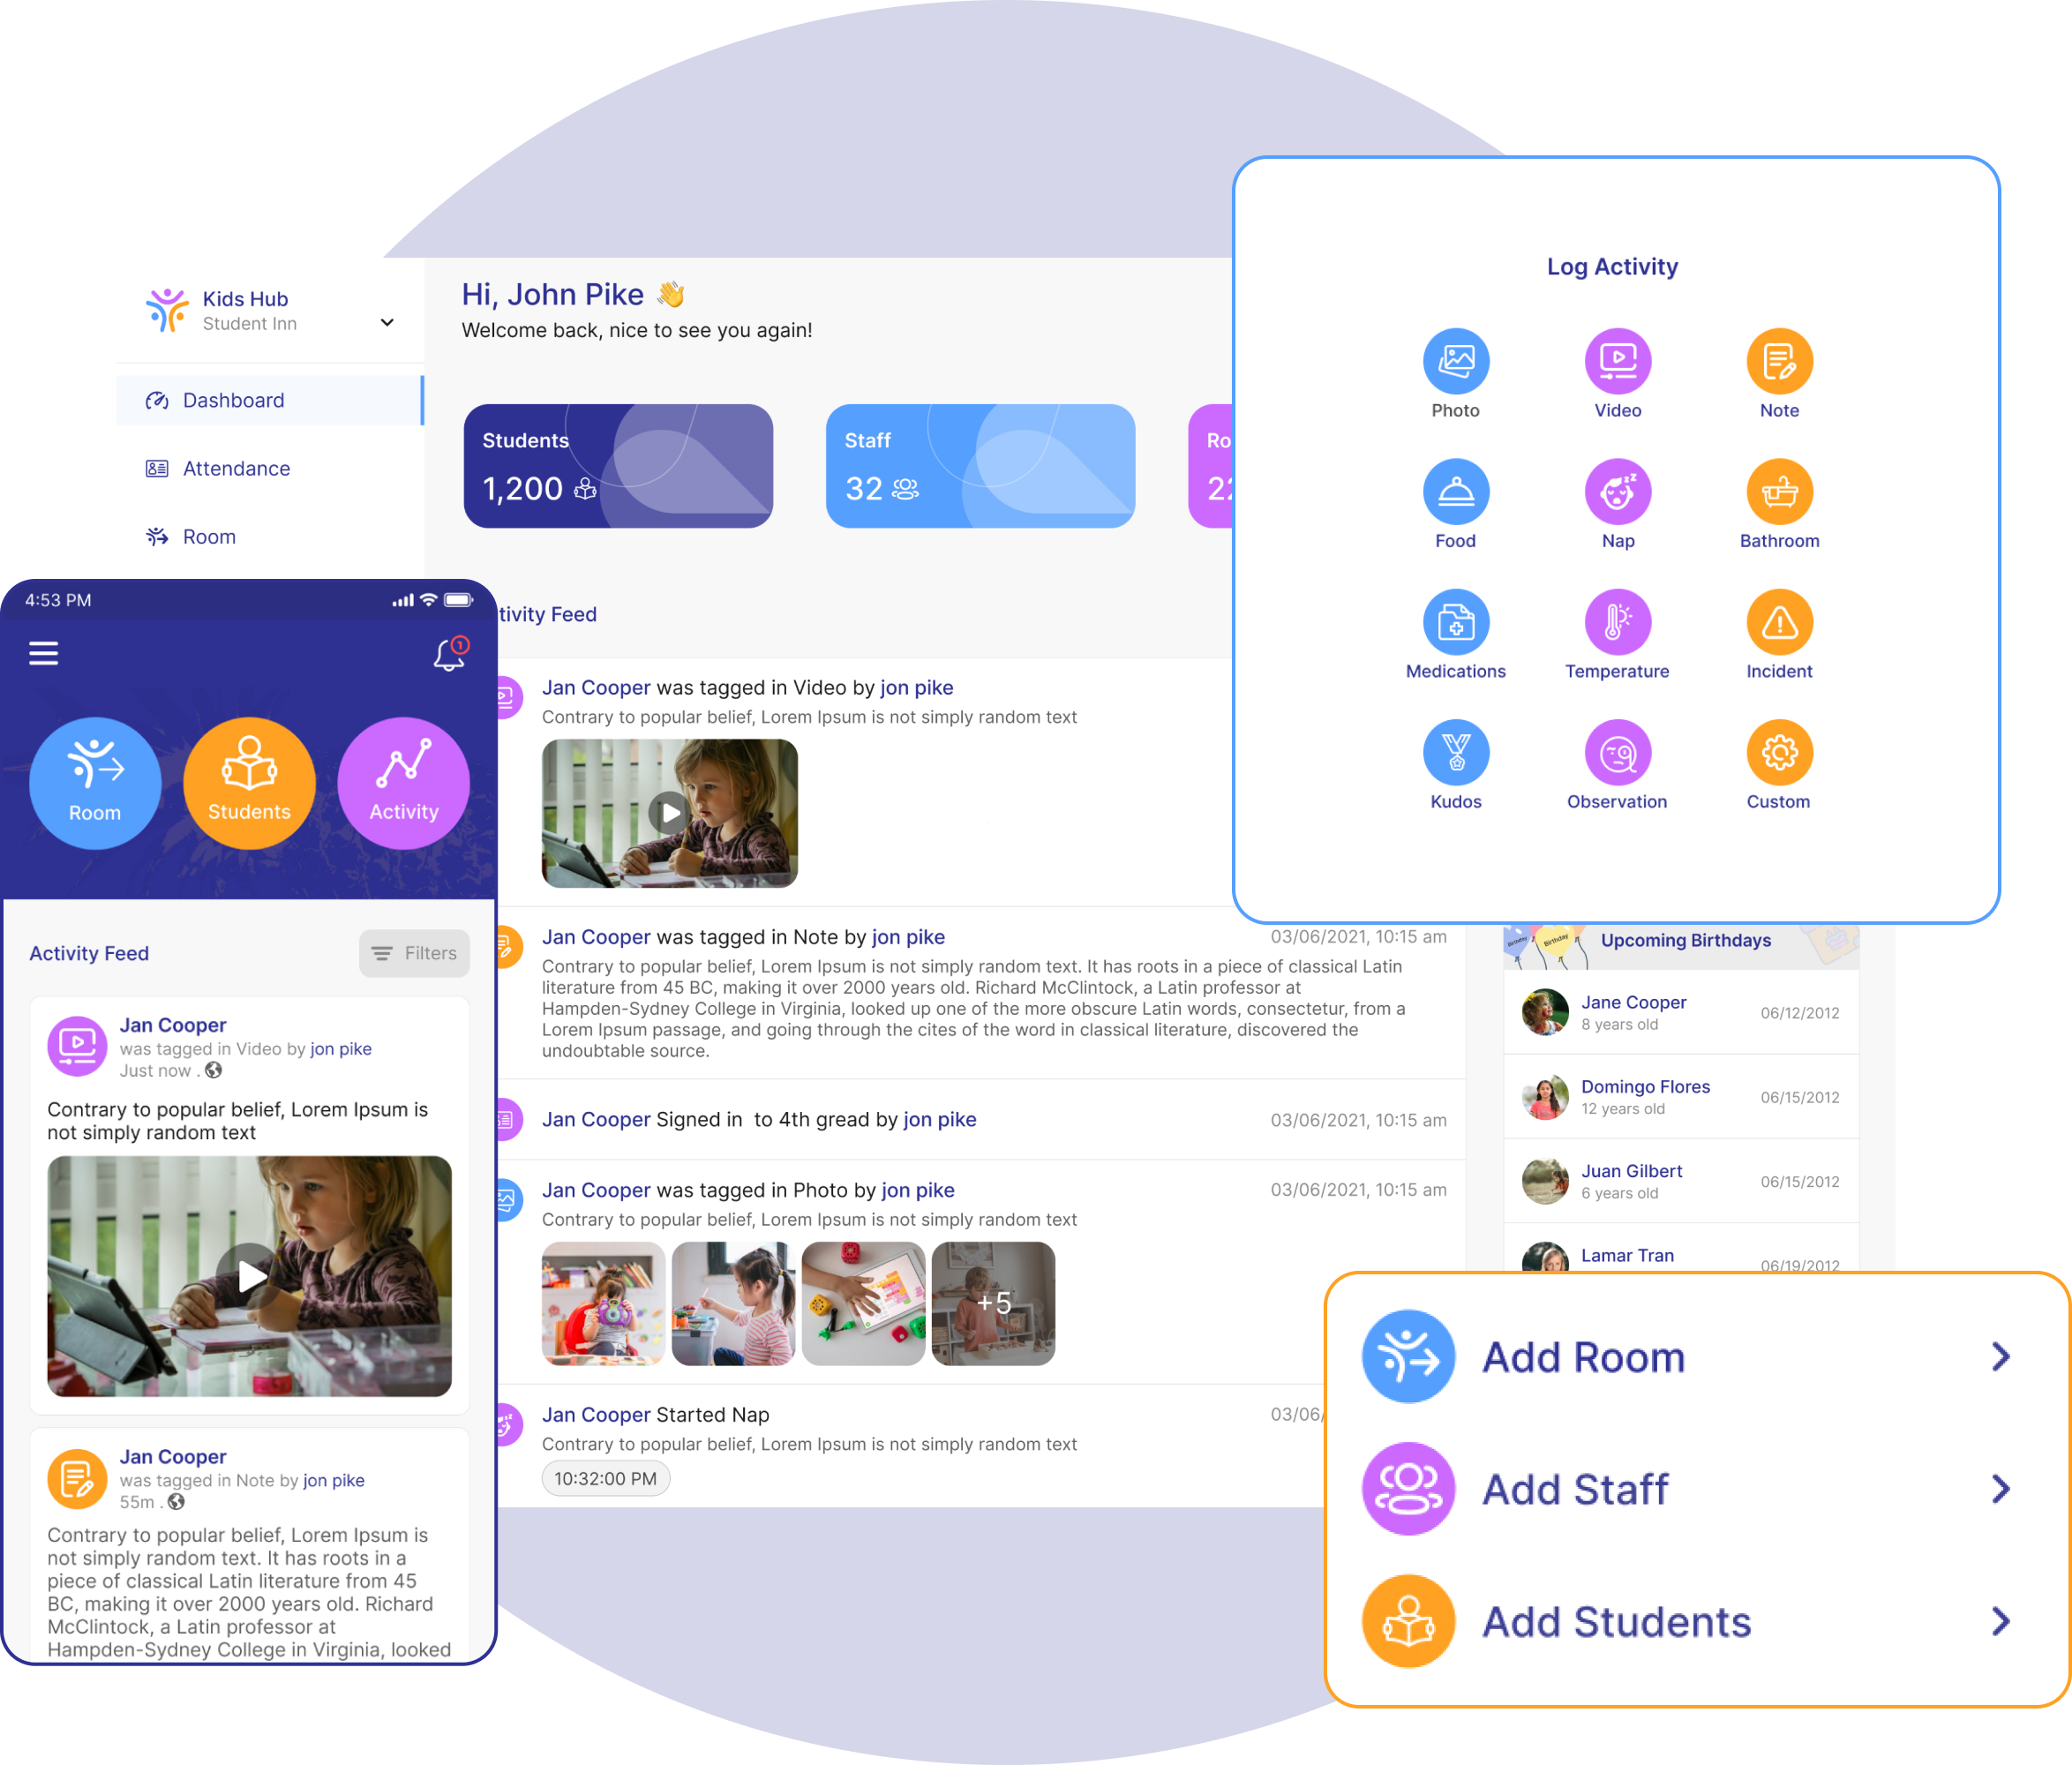 Kids Hub
Student Inn
Dashboard
Attendance
Room
Hi, John Pike
Welcome back, nice to see you again!
Students
1,200
Staff
32
Log Activity
Photo
Video
Note
Food
Nap
Bathroom
Medications
Temperature
Incident
Kudos
Observation
Custom
4:53 PM
1
Room
Students
Activity
Activity Feed
Filters
Jan Cooper
was tagged in Video by jon pike
Just now .
Contrary to popular belief, Lorem Ipsum is
not simply random text
Jan Cooper
was tagged in Note by jon pike
55m .
Contrary to popular belief, Lorem Ipsum is
not simply random text. It has roots in a
piece of classical Latin literature from 45
BC, making it over 2000 years old. Richard
McClintock, a Latin professor at
Hampden-Sydney College in Virginia, looked
tivity Feed
Jan Cooper was tagged in Video by jon pike
Contrary to popular belief, Lorem Ipsum is not simply random text
Jan Cooper was tagged in Note by jon pike
03/06/2021, 10:15 am
Contrary to popular belief, Lorem Ipsum is not simply random text. It has roots in a piece of classical Latin
literature from 45 BC, making it over 2000 years old. Richard McClintock, a Latin professor at
Hampden-Sydney College in Virginia, looked up one of the more obscure Latin words, consectetur, from a
Lorem Ipsum passage, and going through the cites of the word in classical literature, discovered the
undoubtable source.
Jan Cooper Signed in to 4th gread by jon pike
03/06/2021, 10:15 am
Jan Cooper was tagged in Photo by jon pike
03/06/2021, 10:15 am
Contrary to popular belief, Lorem Ipsum is not simply random text
+5
Jan Cooper Started Nap
03/06/
Contrary to popular belief, Lorem Ipsum is not simply random text
10:32:00 PM
Birthday
Birthday
Upcoming Birthdays
Jane Cooper
8 years old
06/12/2012
Domingo Flores
12 years old
06/15/2012
Juan Gilbert
6 years old
06/15/2012
Lamar Tran
06/19/2012
Add Room
Add Staff
Add Students